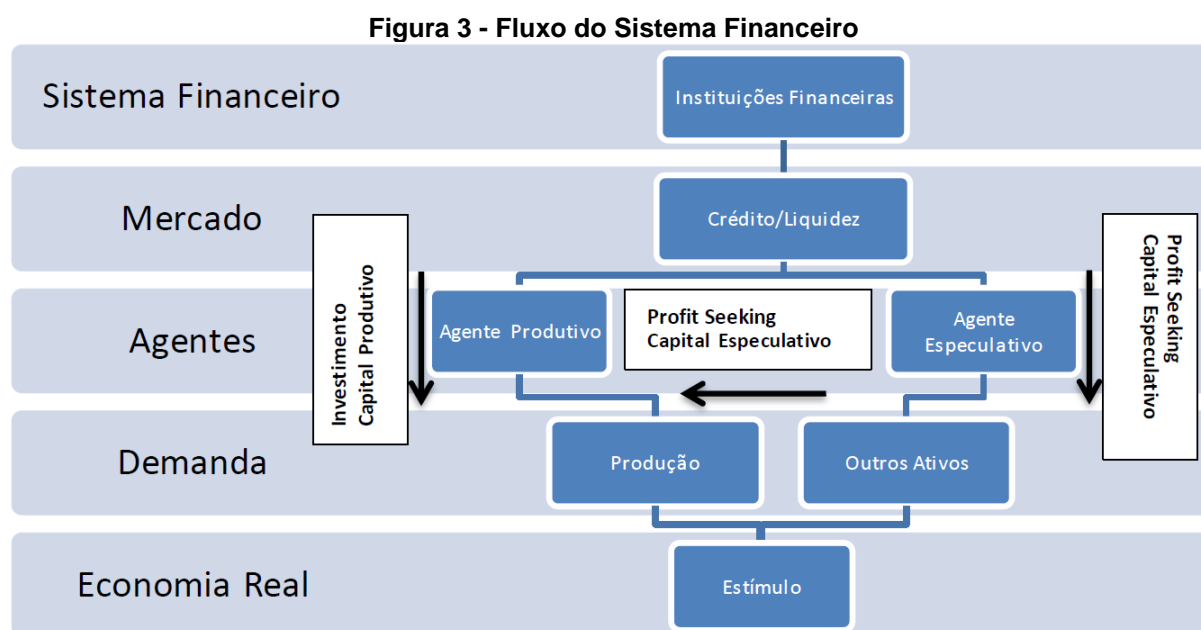 Figura 3 - Fluxo do Sistema Financeiro
Sistema Financeiro
Instituições Financeiras
Mercado
Crédito/Liquidez
Investimento
Capital Produtivo
Profit Seeking
Capital Especulativo
Agentes
Agente Produtivo
Profit Seeking
Capital Especulativo
Agente
Especulativo
Demanda
Produção
Outros Ativos
Economia Real
Estímulo